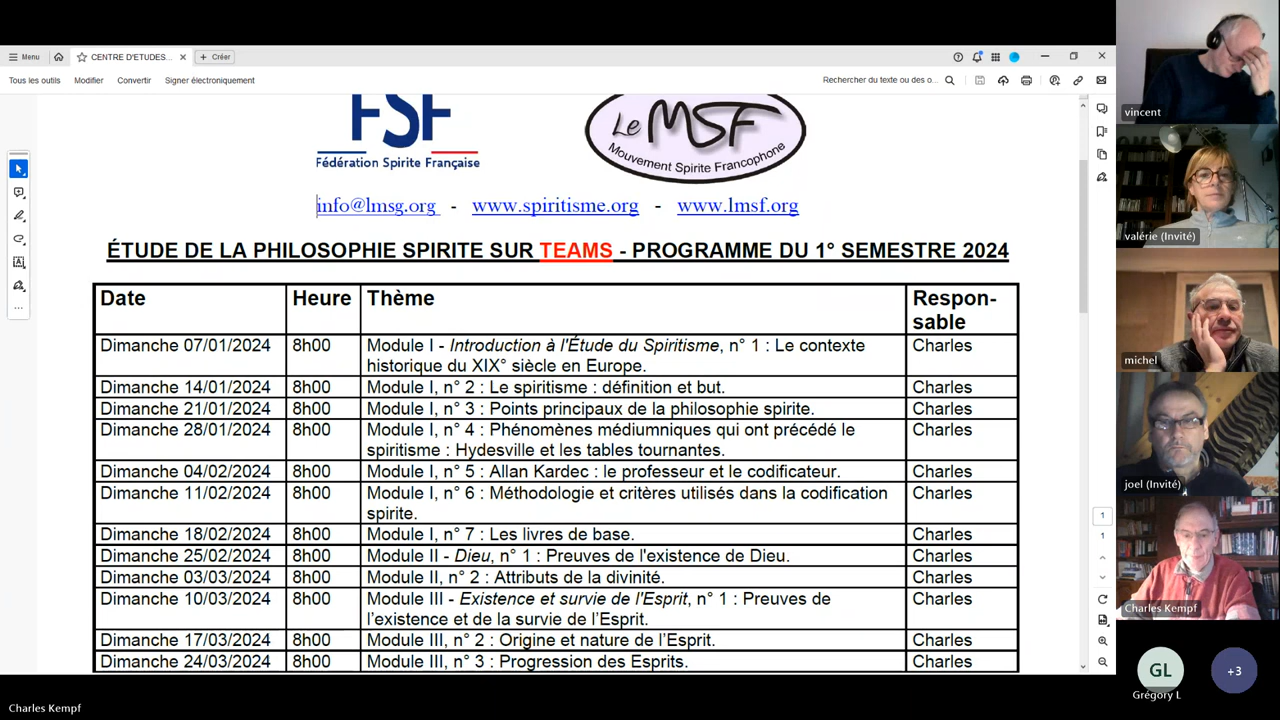 Menu
CENTRE D'ETUDES...
Créer
Tous les outils
Modifier
Convertir
Signer électroniquement
Rechercher du texte ou des o...
FSF
Fédération Spirite Française
Le MSF
Mouvement Spirite Francophone
info@lmsg.org - www.spiritisme.org - www.lmsf.org
ÉTUDE DE LA PHILOSOPHIE SPIRITE SUR TEAMS - PROGRAMME DU 1° SEMESTRE 2024
Date Heure Thème Respon-
sable
Dimanche 07/01/2024 8h00 Module I - Introduction à l'Étude du Spiritisme, n° 1 : Le contexte Charles
historique du XIX° siècle en Europe.
Dimanche 14/01/2024 8h00 Module I, n° 2 : Le spiritisme : définition et but. Charles
Dimanche 21/01/2024 8h00 Module I, n° 3 : Points principaux de la philosophie spirite. Charles
Dimanche 28/01/2024 8h00 Module I, n° 4 : Phénomènes médiumniques qui ont précédé le Charles
spiritisme : Hydesville et les tables tournantes.
Dimanche 04/02/2024 8h00 Module I, n° 5 : Allan Kardec : le professeur et le codificateur. Charles
Dimanche 11/02/2024 8h00 Module I, n° 6 : Méthodologie et critères utilisés dans la codification Charles
spirite.
Dimanche 18/02/2024 8h00 Module I, n° 7 : Les livres de base. Charles
Dimanche 25/02/2024 8h00 Module II - Dieu, n° 1 : Preuves de l'existence de Dieu. Charles
Dimanche 03/03/2024 8h00 Module II, n° 2 : Attributs de la divinité. Charles
Dimanche 10/03/2024 8h00 Module III - Existence et survie de l'Esprit, n° 1 : Preuves de Charles
l'existence et de la survie de l'Esprit.
Dimanche 17/03/2024 8h00 Module III, n° 2 : Origine et nature de l'Esprit. Charles
Dimanche 24/03/2024 8h00 Module III, n° 3 : Progression des Esprits. Charles
1
1
vincent
valérie (Invité)
michel
joel (Invité)
Charles Kempf
GL
Grégory L
+3
Charles Kempf